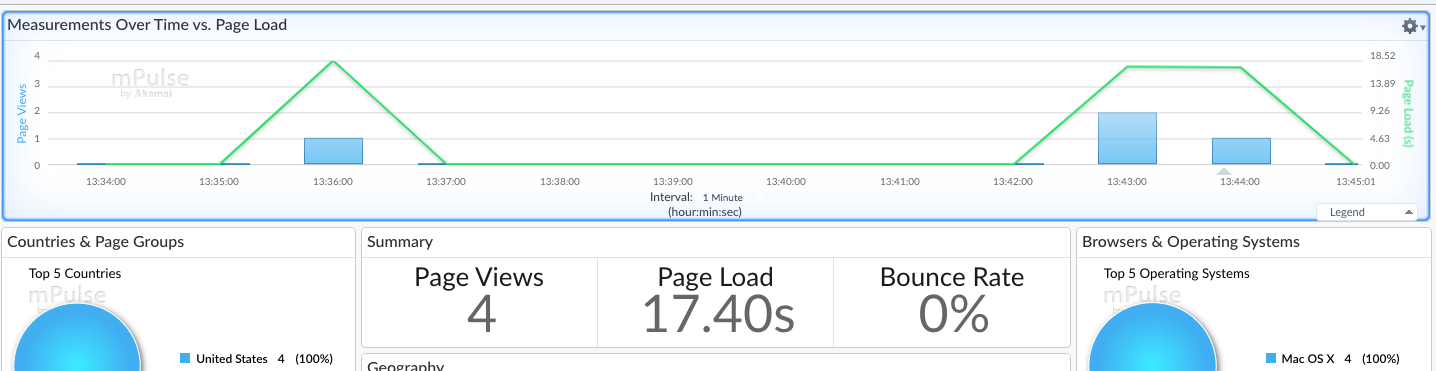 Measurements Over Time vs. Page Load
mPulse
by Akamai
Page Views
4
3
2
1
0
18.52
13.89
9.26
4.63
0.00
Page Load (s)
13:34:00 13:35:00 13:36:00 13:37:00 13:38:00 13:39:00 13:40:00 13:41:00 13:42:00 13:43:00 13:44:00 13:45:01
Interval: 1 Minute
(hour:min:sec)
Legend
Countries & Page Groups
Top 5 Countries
mPulse
United States 4 (100%)
Summary
Page Views Page Load Bounce Rate
4 17.40s 0%
Geography
Browsers & Operating Systems
Top 5 Operating Systems
mPulse
Mac OS X 4 (100%)